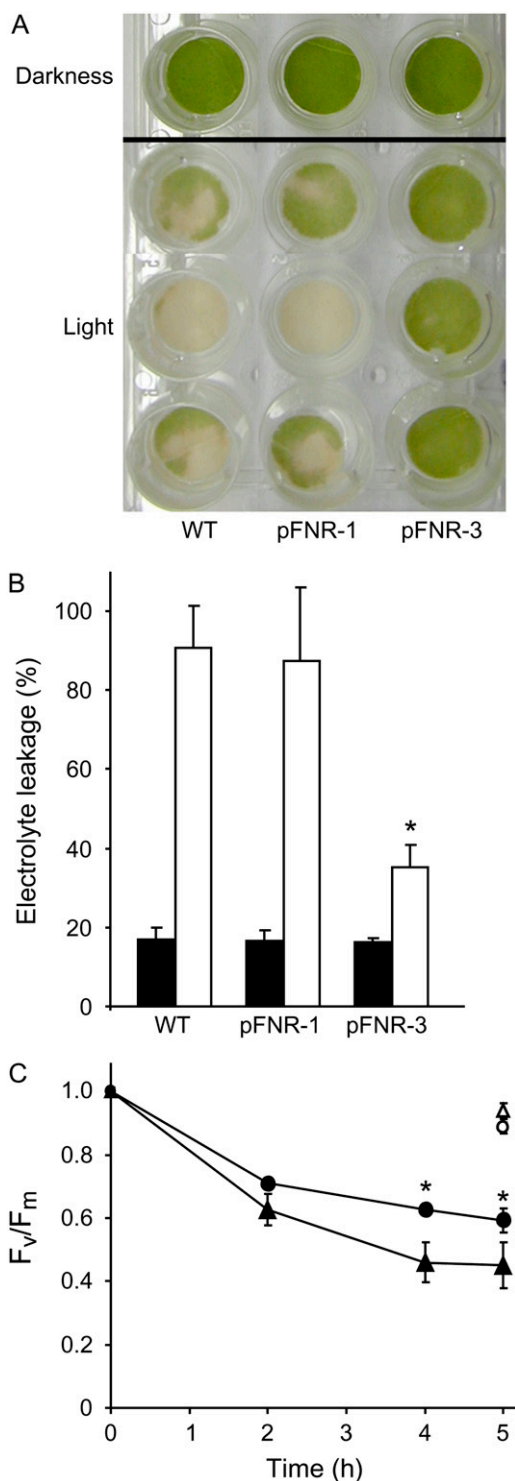 A
Darkness
Light
WT pFNR-1 pFNR-3
B
Electrolyte leakage (%)
100
80
60
40
20
0
* 
WT pFNR-1 pFNR-3
C
Fv/Fm
1.0
0.8
0.6
0.4
0.2
0
* *
0 1 2 3 4 5
Time (h)